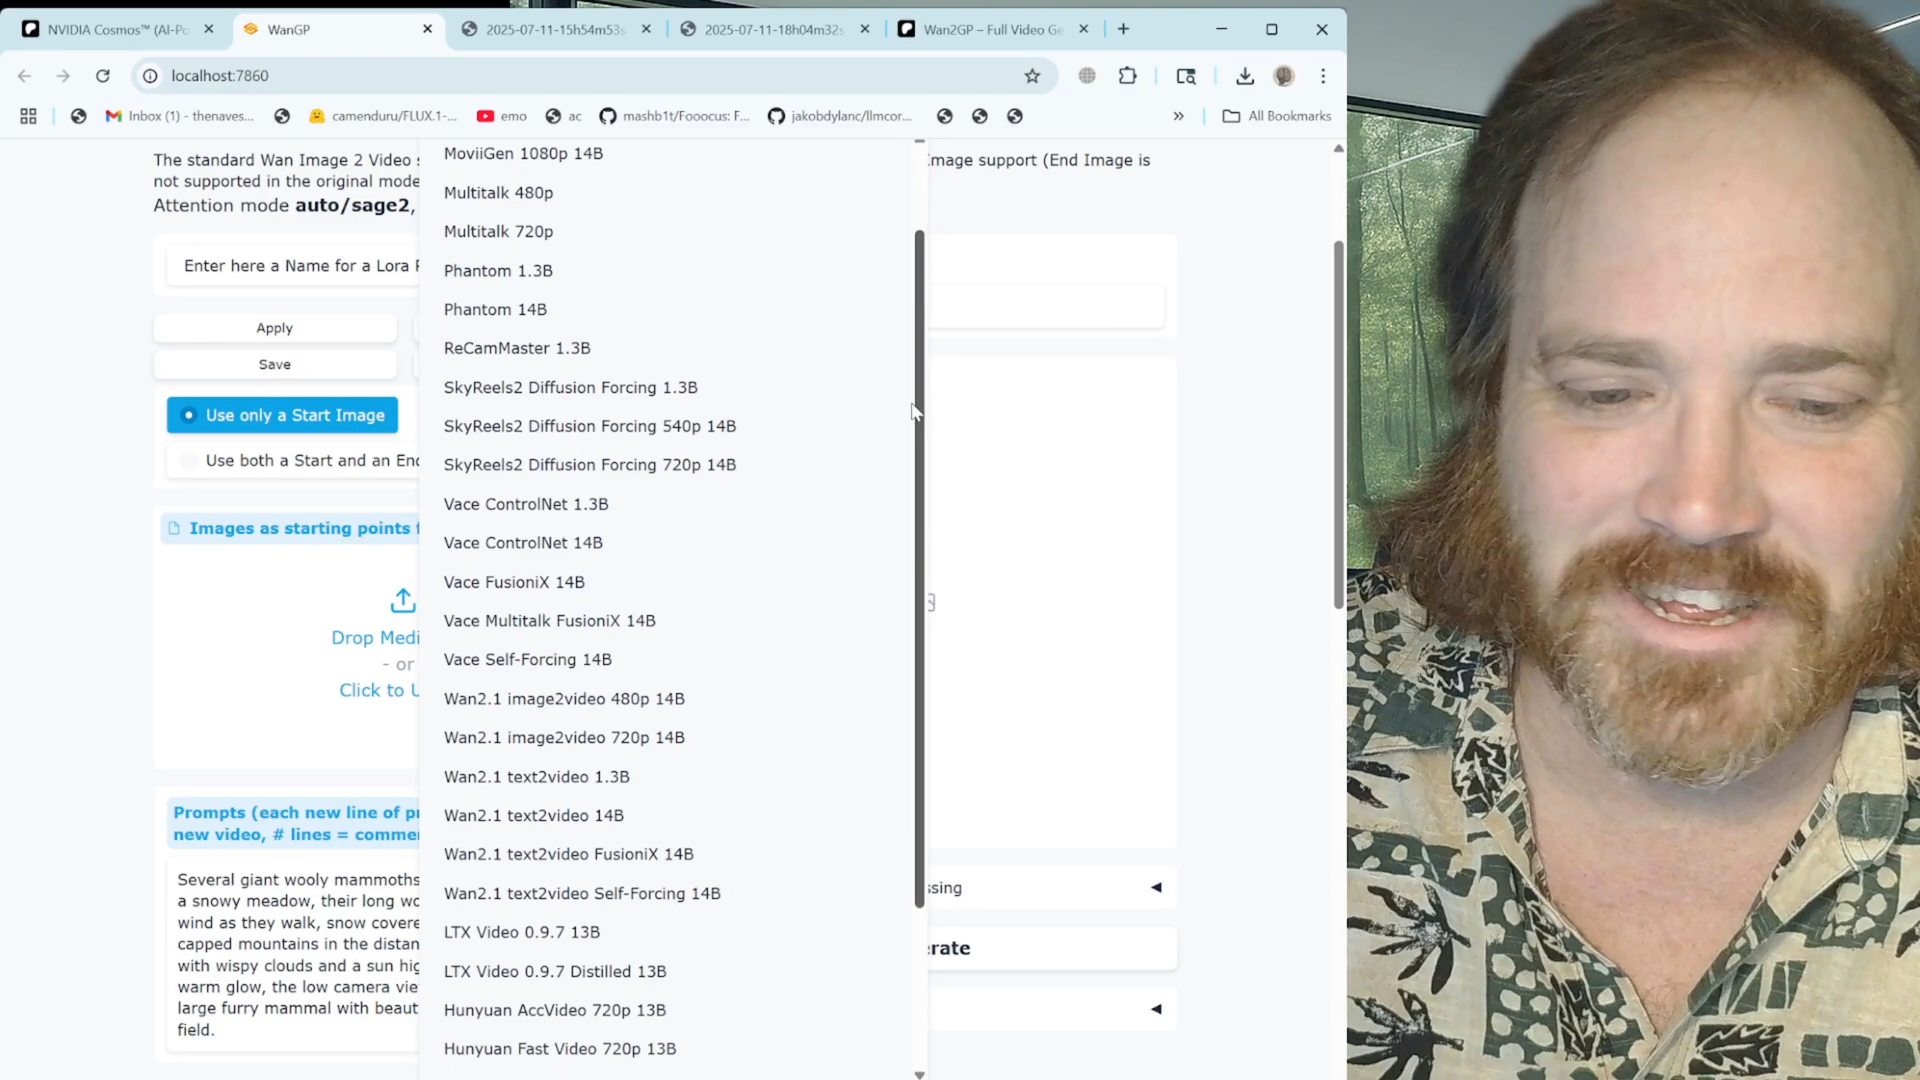 NVIDIA Cosmos™ (AI-Po
WanGP
2025-07-11-15h54m53s
2025-07-11-18h04m32s
Wan2GP – Full Video Ge
localhost:7860
Inbox (1) - thenaves...
camenduru/FLUX.1-...
emo
ac
mashb1t/Fooocus: F...
jakobdylanc/llmcor...
»
All Bookmarks
The standard Wan Image 2 Video
not supported in the original mode
Attention mode auto/sage2,
Image support (End Image is
Enter here a Name for a Lora
Apply
Save
Use only a Start Image
Use both a Start and an End
Images as starting points
Drop Medi
- or
Click to U
Prompts (each new line of pr
new video, # lines = comme
Several giant wooly mammoths
a snowy meadow, their long wo
wind as they walk, snow covere
capped mountains in the distan
with wispy clouds and a sun hig
warm glow, the low camera vie
large furry mammal with beaut
field.
MoviiGen 1080p 14B
Multitalk 480p
Multitalk 720p
Phantom 1.3B
Phantom 14B
ReCamMaster 1.3B
SkyReels2 Diffusion Forcing 1.3B
SkyReels2 Diffusion Forcing 540p 14B
SkyReels2 Diffusion Forcing 720p 14B
Vace ControlNet 1.3B
Vace ControlNet 14B
Vace FusioniX 14B
Vace Multitalk FusioniX 14B
Vace Self-Forcing 14B
Wan2.1 image2video 480p 14B
Wan2.1 image2video 720p 14B
Wan2.1 text2video 1.3B
Wan2.1 text2video 14B
Wan2.1 text2video FusioniX 14B
Wan2.1 text2video Self-Forcing 14B
LTX Video 0.9.7 13B
LTX Video 0.9.7 Distilled 13B
Hunyuan AccVideo 720p 13B
Hunyuan Fast Video 720p 13B
ssing
erate